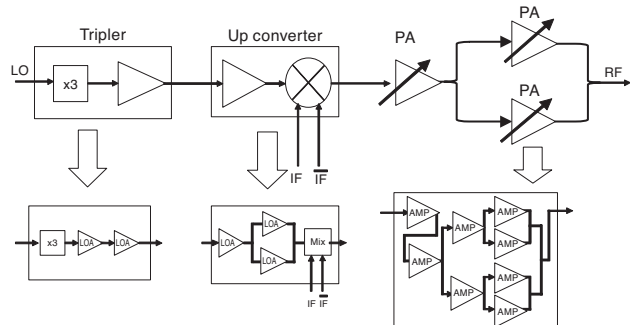 Tripler
Up converter
PA
PA
LO
x3
RF
PA
IF
IF
x3
LOA
LOA
LOA
LOA
LOA
Mix
IF
IF
AMP
AMP
AMP
AMP
AMP
AMP
AMP
AMP